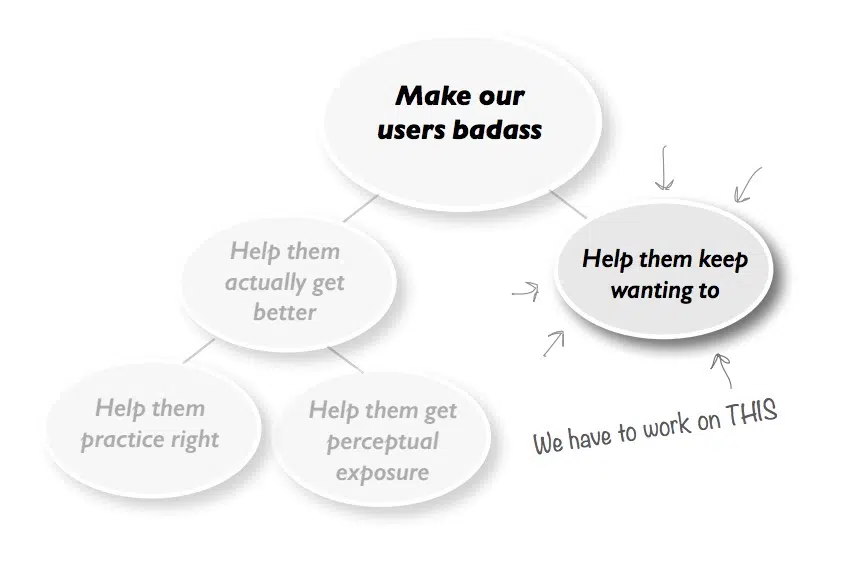 Make our
users badass
Help them
actually get
better
Help them keep
wanting to
Help them
practice right
Help them get
perceptual
exposure
We have to work on THIS